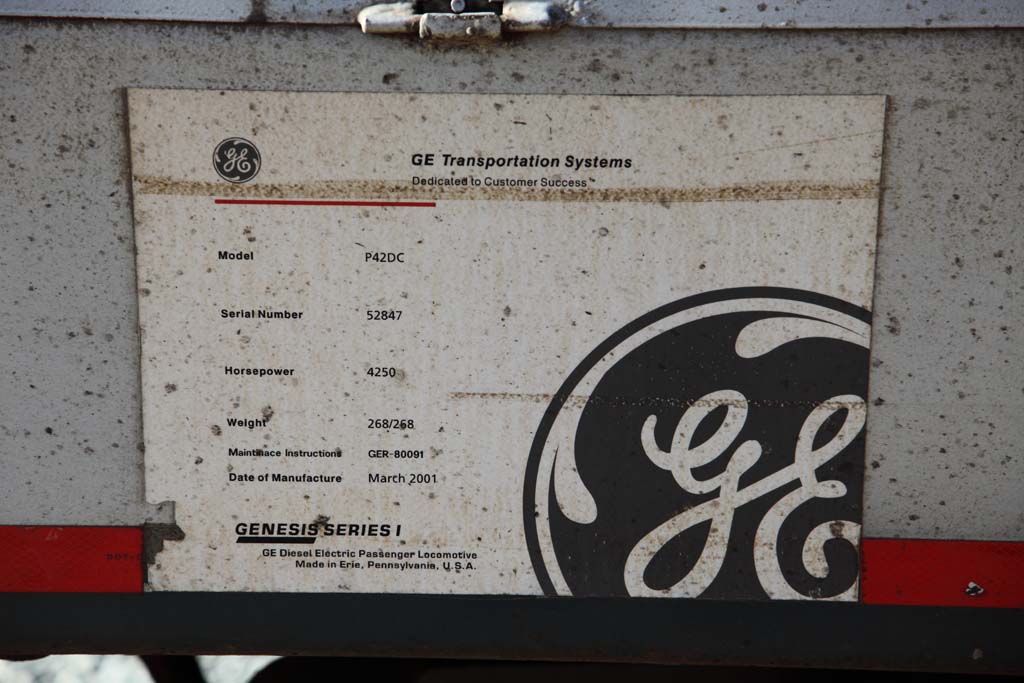 GE
GE Transportation Systems
Dedicated to Customer Success™
Model P42DC
Serial Number 52847
Horsepower 4250
Weight 268/268
Maintinace Instructions GER-80091
Date of Manufacture March 2001
GENESIS SERIES I
GE Diesel Electric Passenger Locomotive
Made in Erie, Pennsylvania, U.S.A.
GE